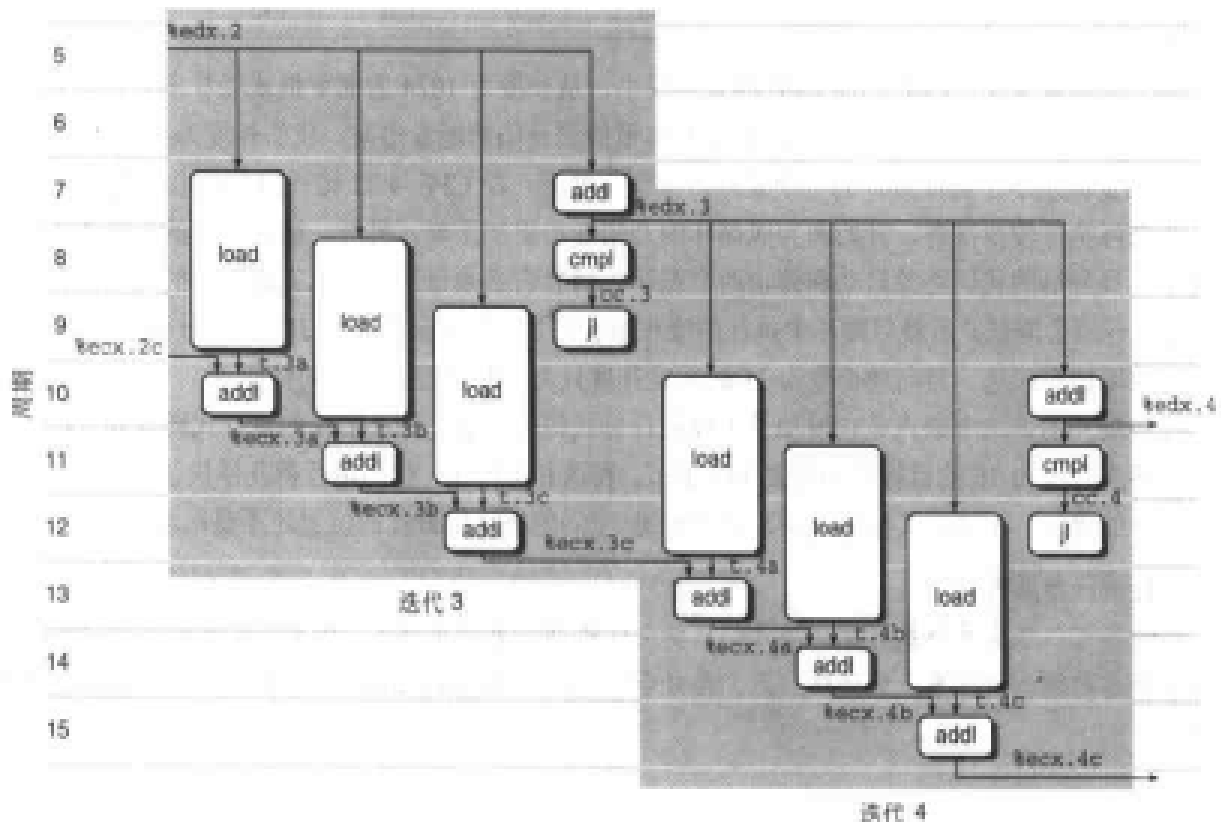 %edx.2
5
6
7
addl
%edx.3
load
8
cmpl
load
cc.3
9
load
jl
%ecx.2c
t.3a
周期
10
addl
load
addl
%edx.4
%ecx.3a
t.3b
11
addl
load
cmpl
%ecx.3b
t.3c
cc.4
12
addl
load
jl
%ecx.3c
t.4a
13
迭代 3
addl
load
%ecx.4a
t.4b
14
addl
%ecx.4b
t.4c
15
addl
%ecx.4c
迭代 4